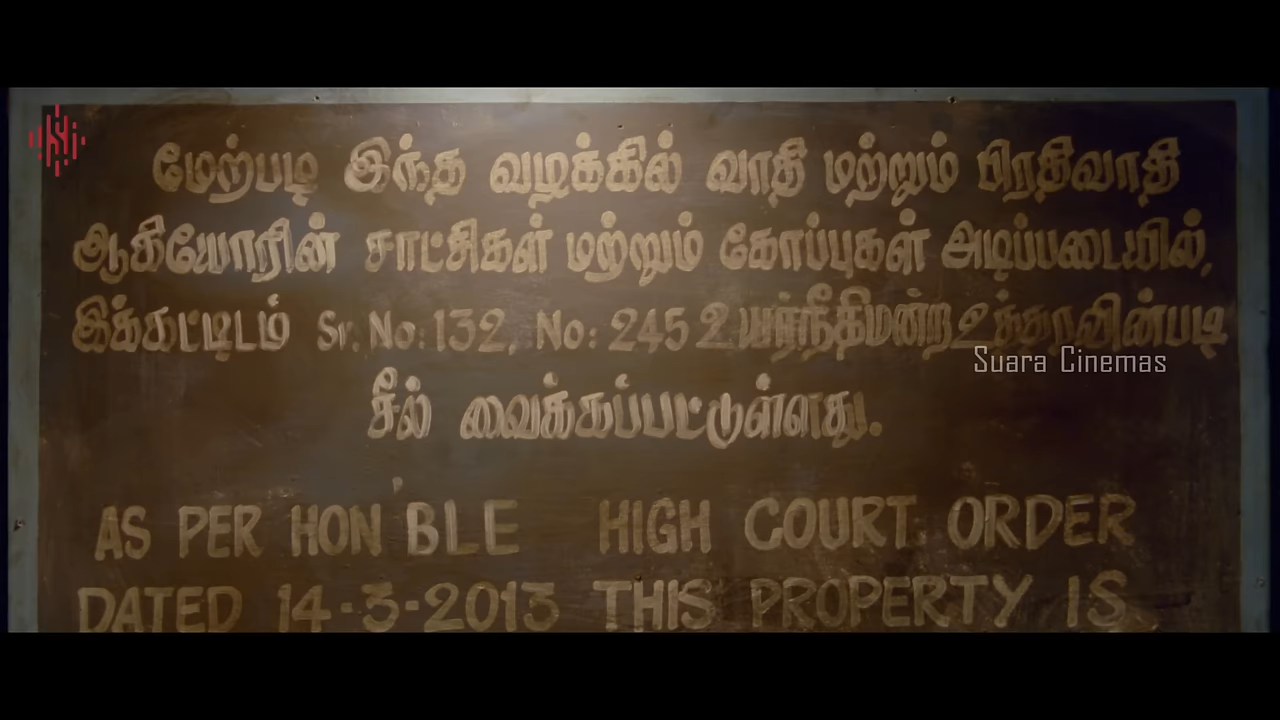 மேற்படி இந்த வழக்கில் வாதி மற்றும் பிரதிவாதி
ஆகியோரின் சாட்சிகள் மற்றும் கோப்புகள் அடிப்படையில்,
இக்கட்டிடம் Sr. No: 132, No: 245 உயர்நீதிமன்ற உத்தரவின்படி
Suara Cinemas
சீல் வைக்கப்பட்டுள்ளது.
AS PER HON'BLE HIGH COURT ORDER
DATED 14-3-2013 THIS PROPERTY IS